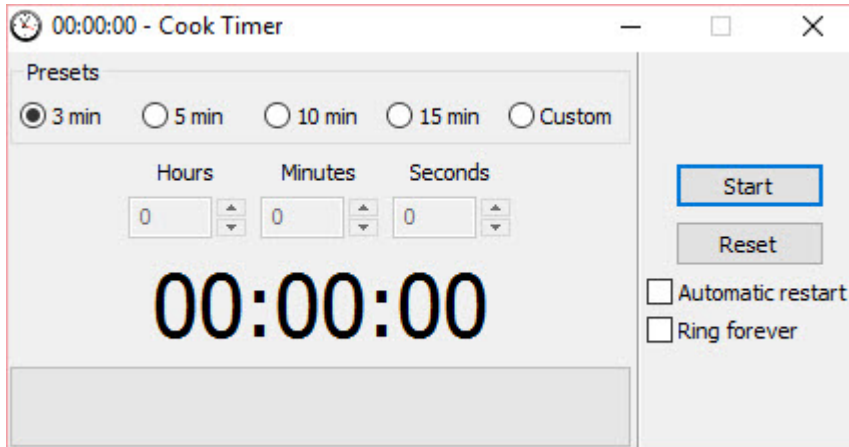 00:00:00 - Cook Timer
Presets
3 min 5 min 10 min 15 min Custom
Hours Minutes Seconds
0 0 0
00:00:00
Start
Reset
Automatic restart
Ring forever